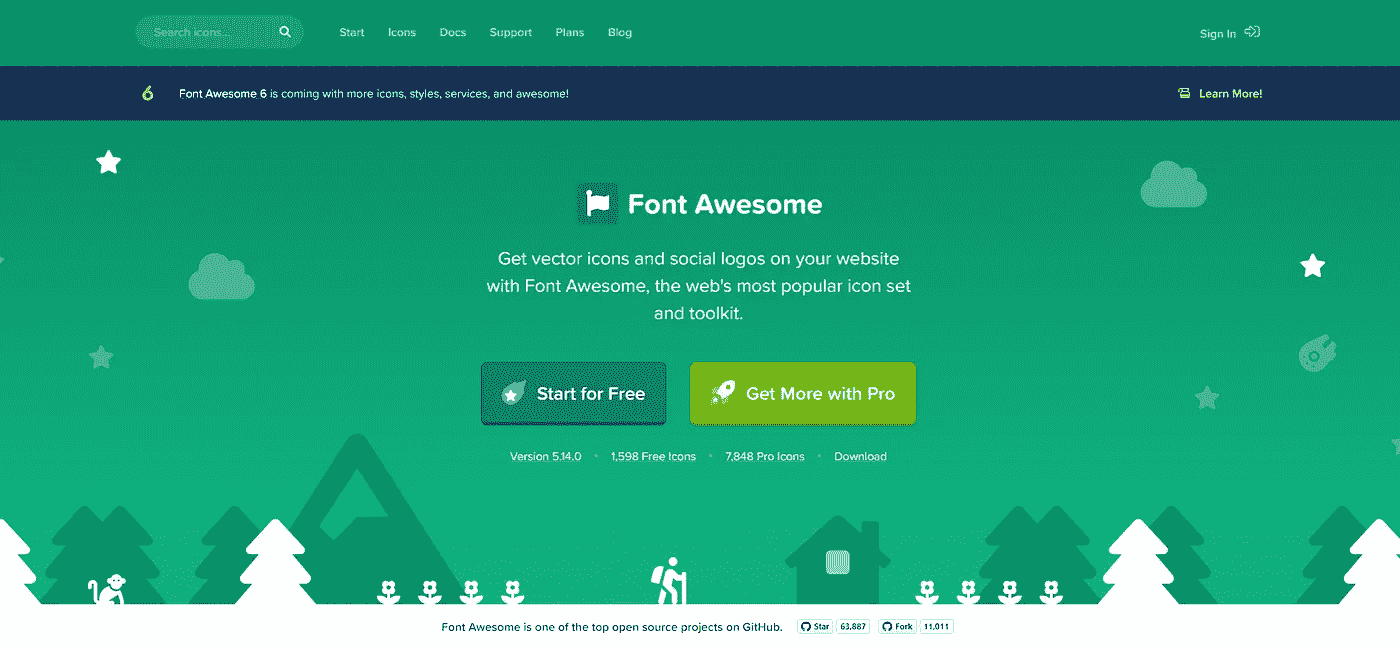 Search icons...
Start Icons Docs Support Plans Blog
Sign In
Font Awesome 6 is coming with more icons, styles, services, and awesome!
Learn More!
Font Awesome
Get vector icons and social logos on your website
with Font Awesome, the web's most popular icon set
and toolkit.
Start for Free
Get More with Pro
Version 5.14.0 • 1,598 Free Icons • 7,848 Pro Icons • Download
Font Awesome is one of the top open source projects on GitHub.
Star 63,887 Fork 11,011